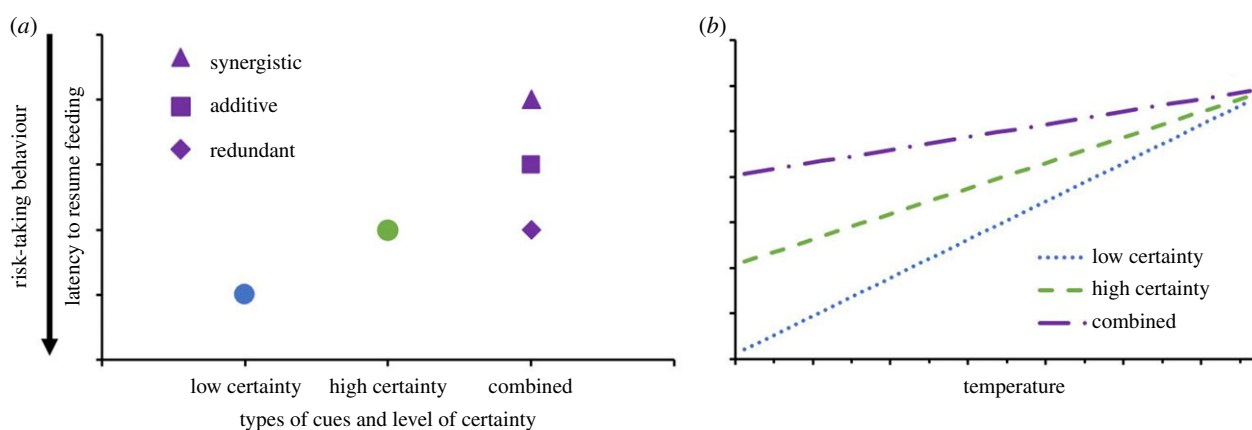 (a)
risk-taking behaviour
latency to resume feeding
synergistic
additive
redundant
low certainty
high certainty
combined
types of cues and level of certainty
(b)
low certainty
high certainty
combined
temperature